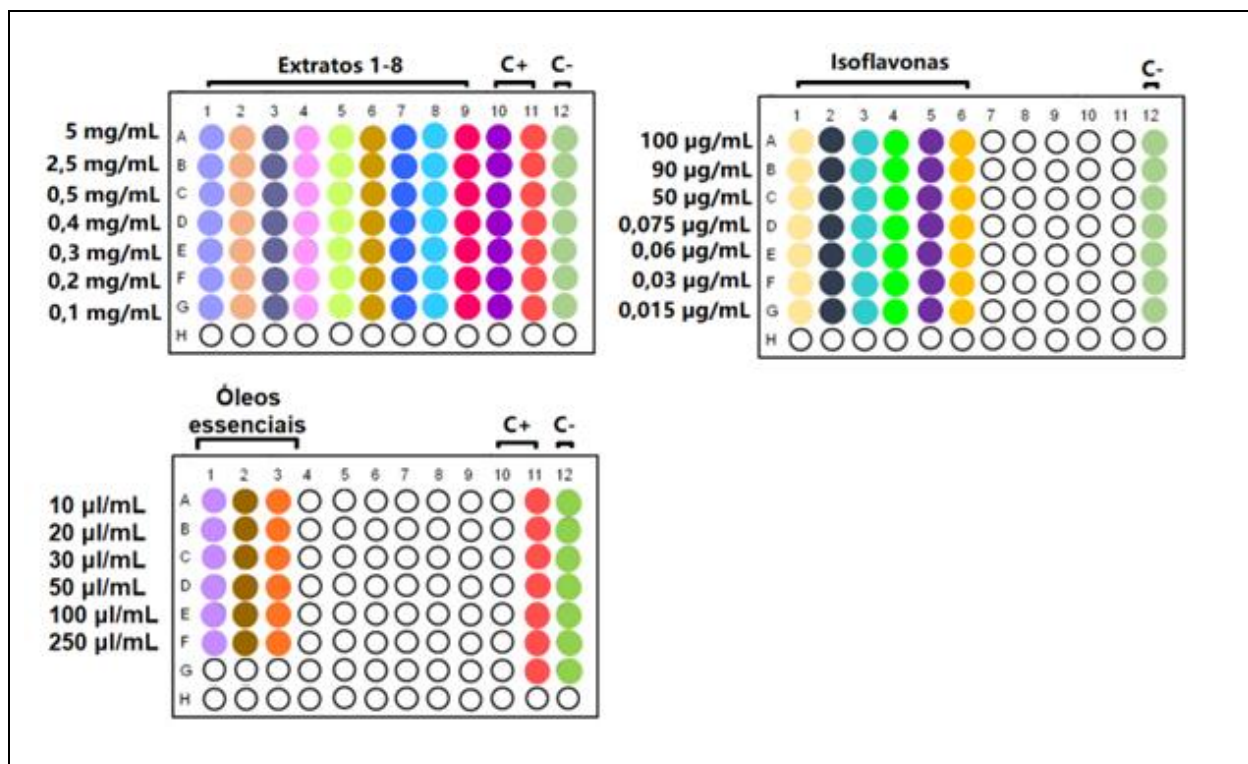 Extratos 1-8 C+ C-
1 2 3 4 5 6 7 8 9 10 11 12
5 mg/mL A
2,5 mg/mL B
0,5 mg/mL C
0,4 mg/mL D
0,3 mg/mL E
0,2 mg/mL F
0,1 mg/mL G
H
Isoflavonas C-
1 2 3 4 5 6 7 8 9 10 11 12
100 µg/mL A
90 µg/mL B
50 µg/mL C
0,075 µg/mL D
0,06 µg/mL E
0,03 µg/mL F
0,015 µg/mL G
H
Óleos
essenciais C+ C-
1 2 3 4 5 6 7 8 9 10 11 12
10 µl/mL A
20 µl/mL B
30 µl/mL C
50 µl/mL D
100 µl/mL E
250 µl/mL F
G
H